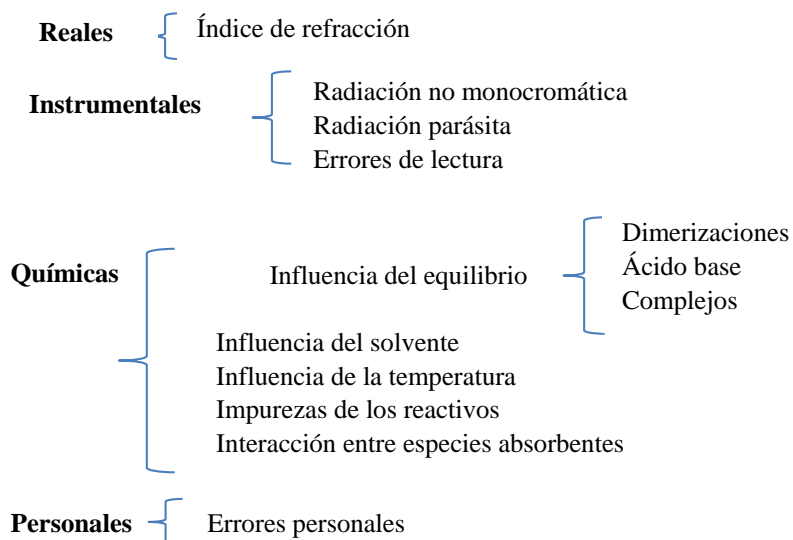 Reales
Índice de refracción
Instrumentales
Radiación no monocromática
Radiación parásita
Errores de lectura
Químicas
Influencia del equilibrio
Dimerizaciones
Ácido base
Complejos
Influencia del solvente
Influencia de la temperatura
Impurezas de los reactivos
Interacción entre especies absorbentes
Personales
Errores personales